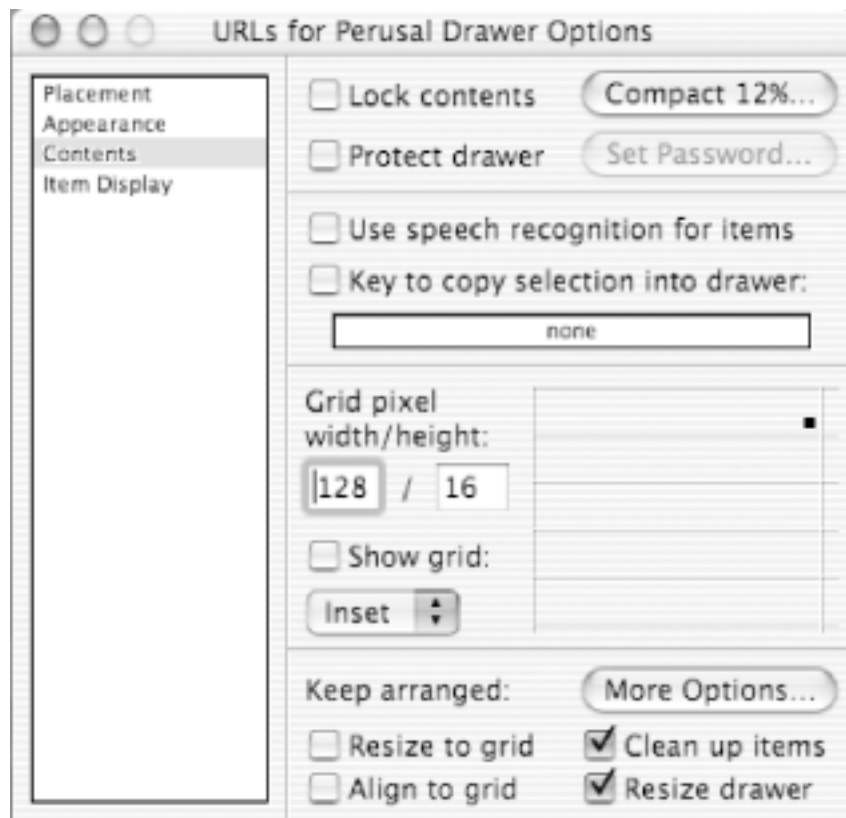 URLs for Perusal Drawer Options
Placement
Appearance
Contents
Item Display
Lock contents Compact 12%...
Protect drawer Set Password...
Use speech recognition for items
Key to copy selection into drawer:
none
Grid pixel
width/height:
128 / 16
Show grid:
Inset
Keep arranged: More Options...
Resize to grid Clean up items
Align to grid Resize drawer